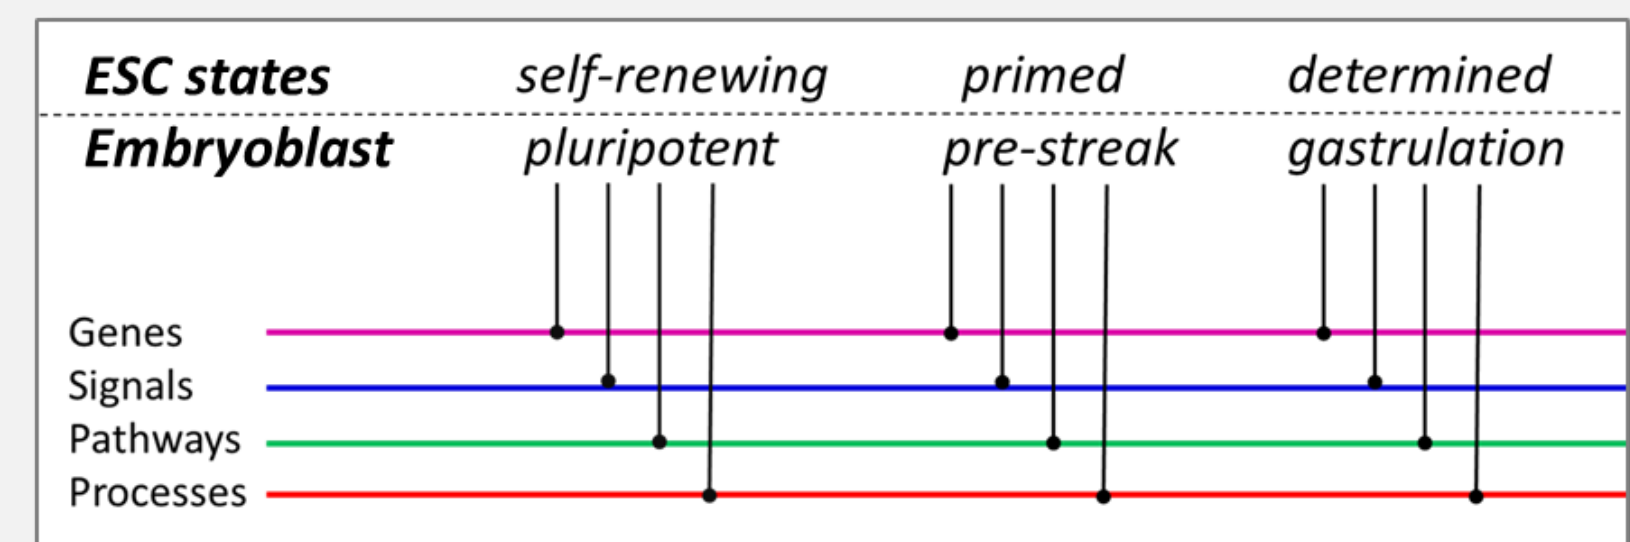 ESC states self-renewing primed determined
Embryoblast pluripotent pre-streak gastrulation
Genes
Signals
Pathways
Processes